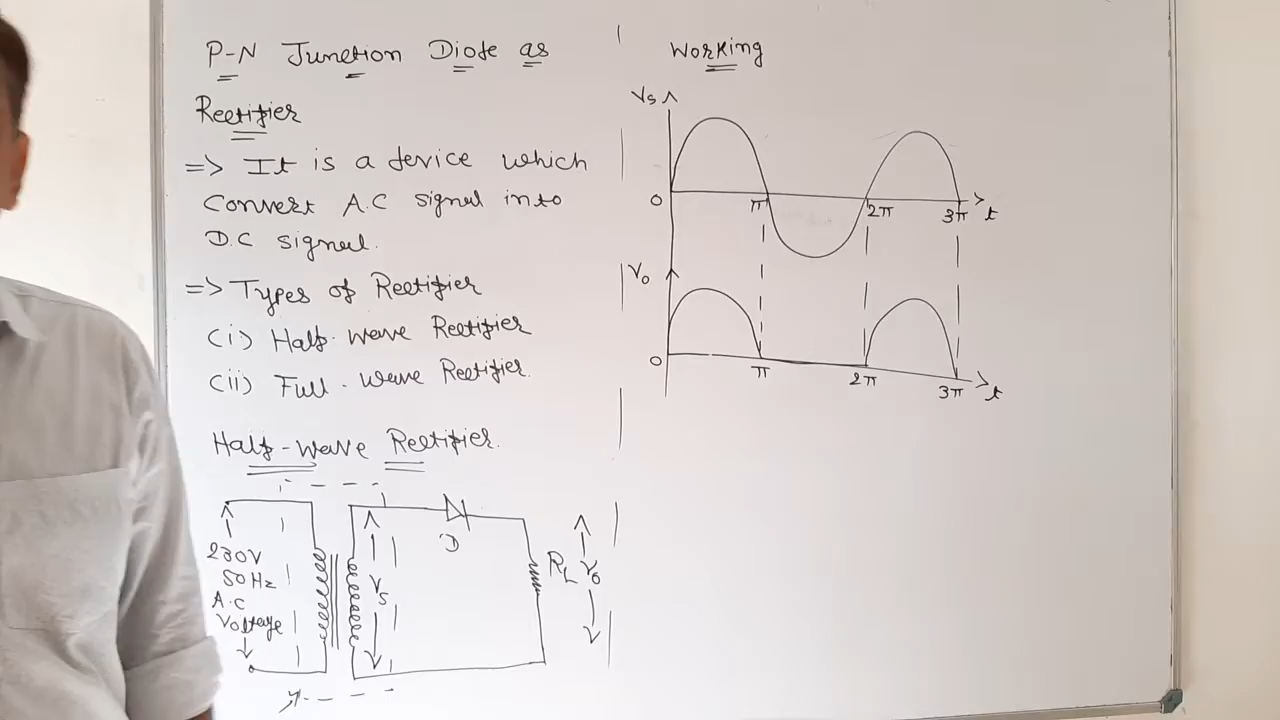 P-N Junction Diode as
Rectifier
=> It is a device which
Convert A.C signal into
D.C signal.
=> Types of Rectifier
(i) Half-wave Rectifier
(ii) Full-wave Rectifier.
Half-wave Rectifier.
230V
50Hz
A.C
Voltage
Vs
D
RL
Vo
Working
Vs
0 π 2π 3π t
Vo
0 π 2π 3π t